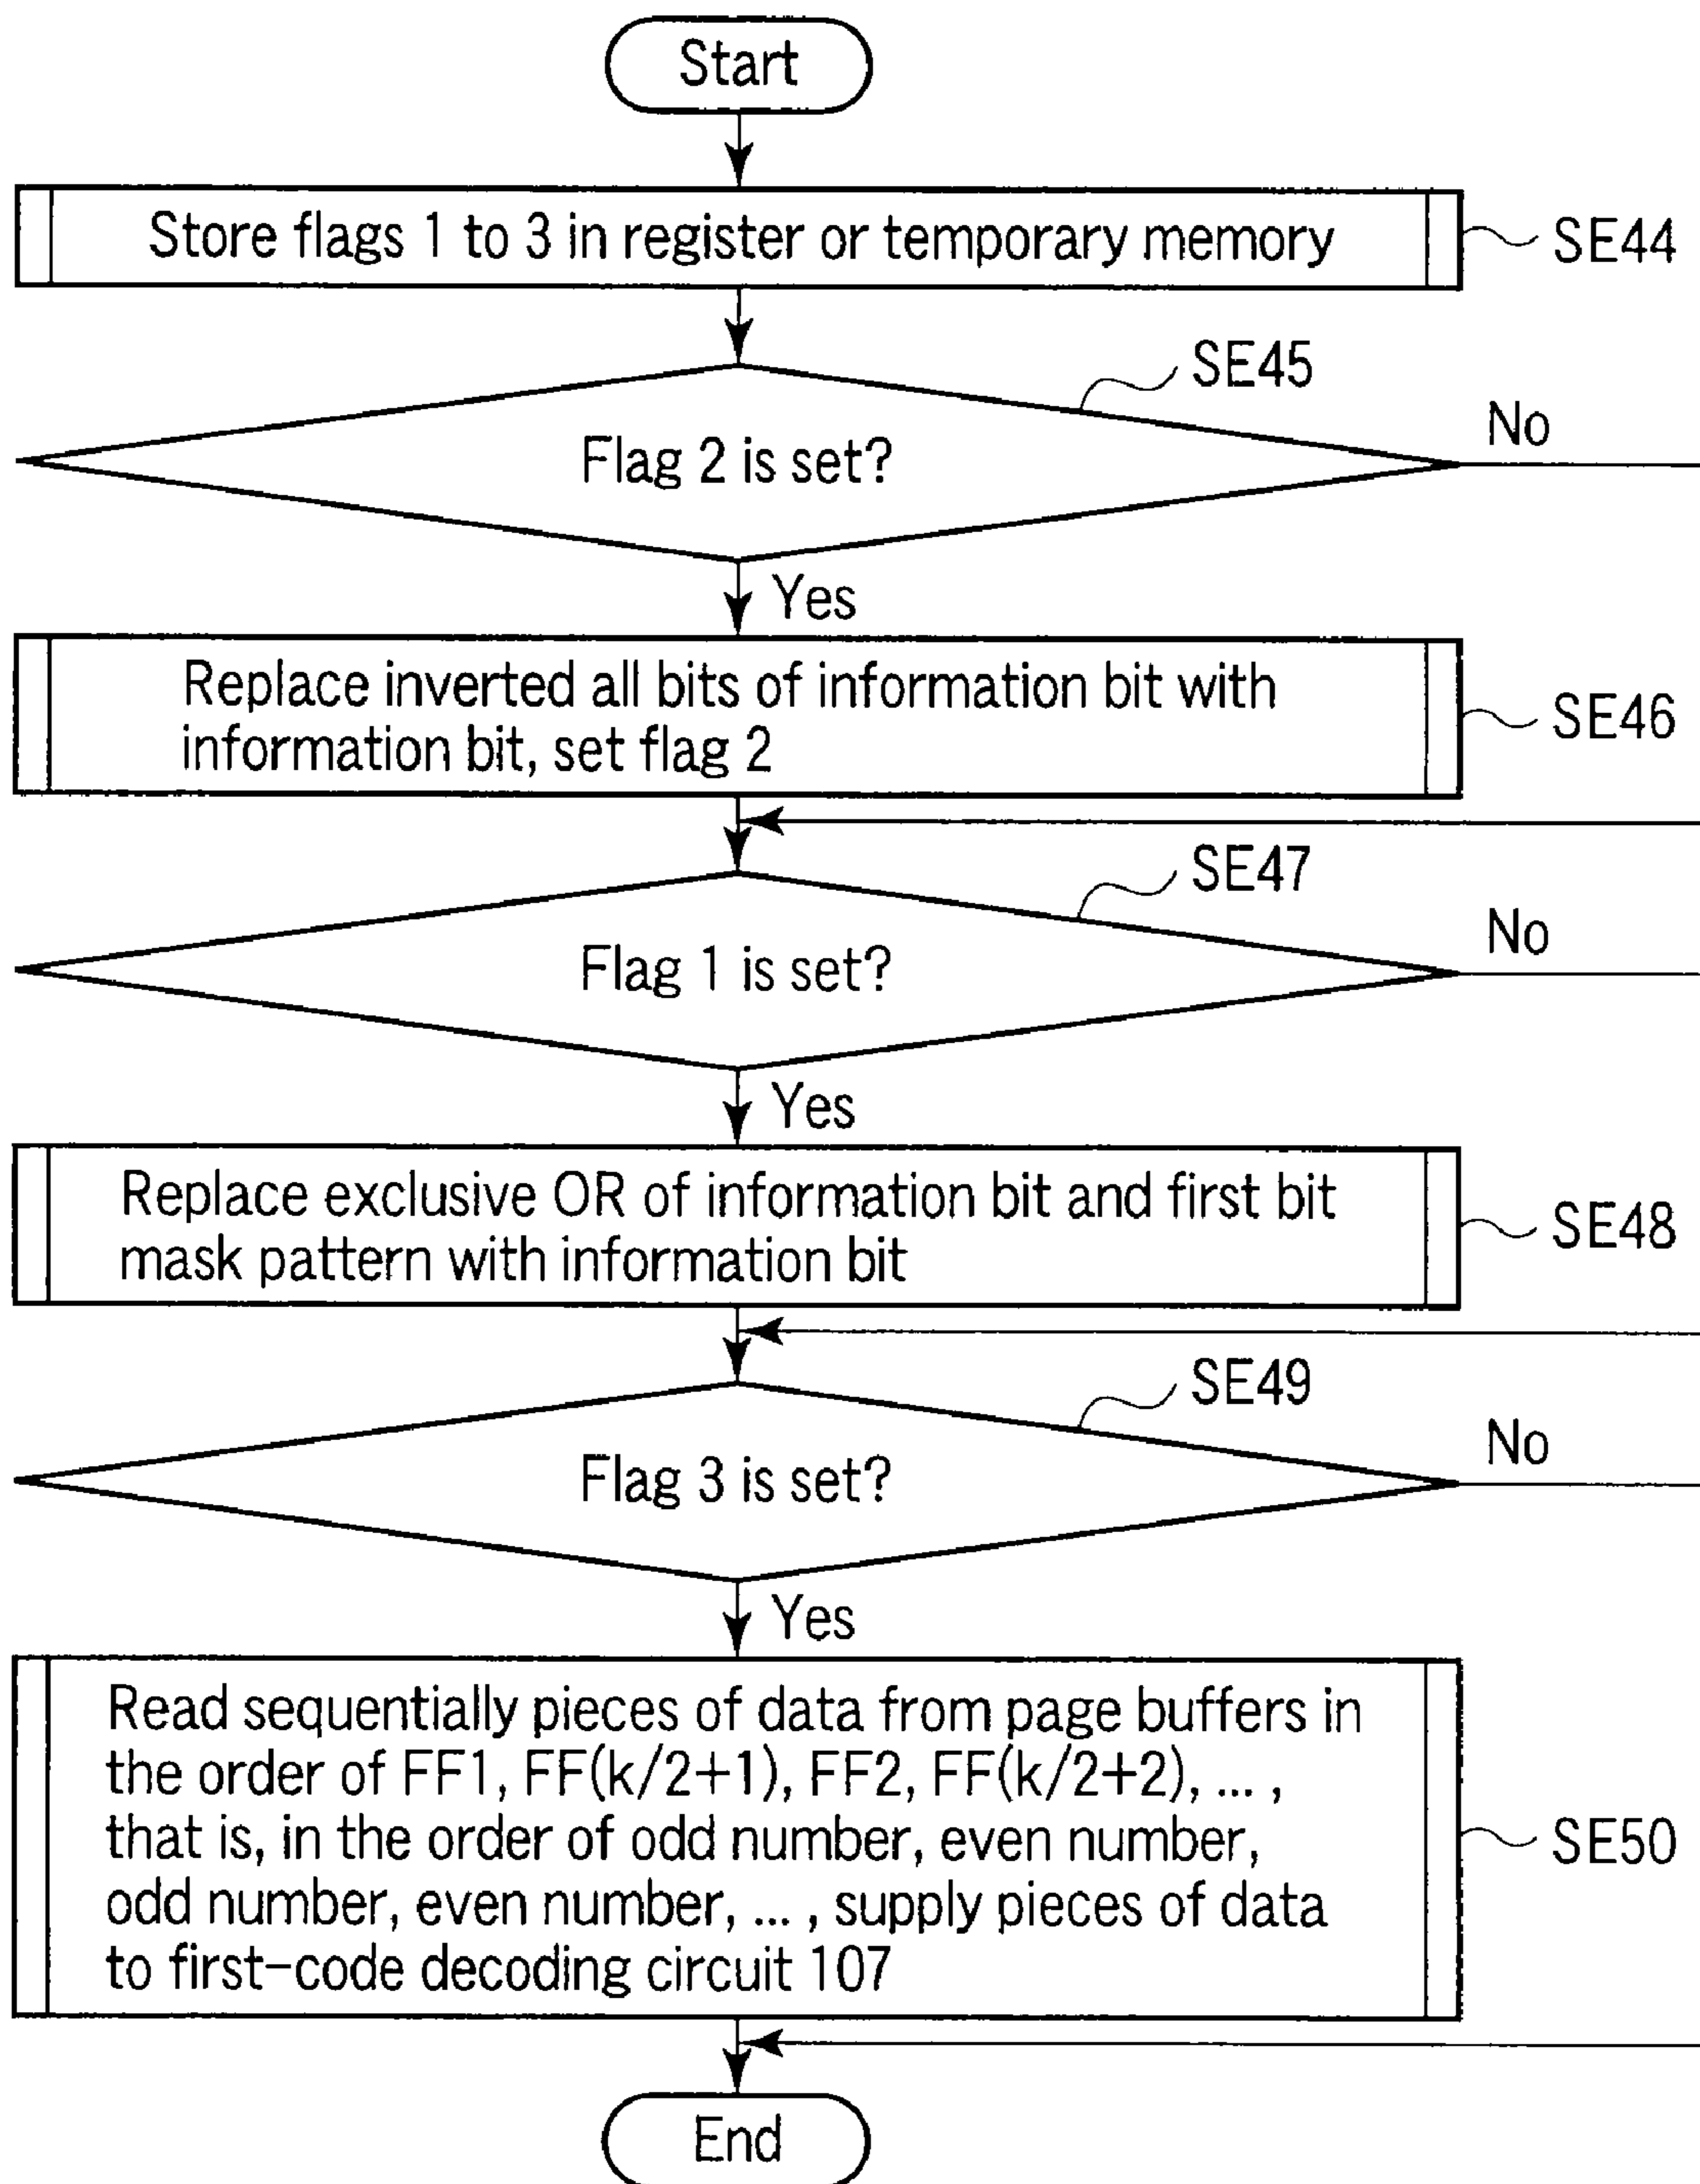 Start
Store flags 1 to 3 in register or temporary memory
SE44
SE45
Flag 2 is set?
No
Yes
Replace inverted all bits of information bit with
information bit, set flag 2
SE46
SE47
Flag 1 is set?
No
Yes
Replace exclusive OR of information bit and first bit
mask pattern with information bit
SE48
SE49
Flag 3 is set?
No
Yes
Read sequentially pieces of data from page buffers in
the order of FF1, FF(k/2+1), FF2, FF(k/2+2), ... ,
that is, in the order of odd number, even number,
odd number, even number, ... , supply pieces of data
to first-code decoding circuit 107
SE50
End